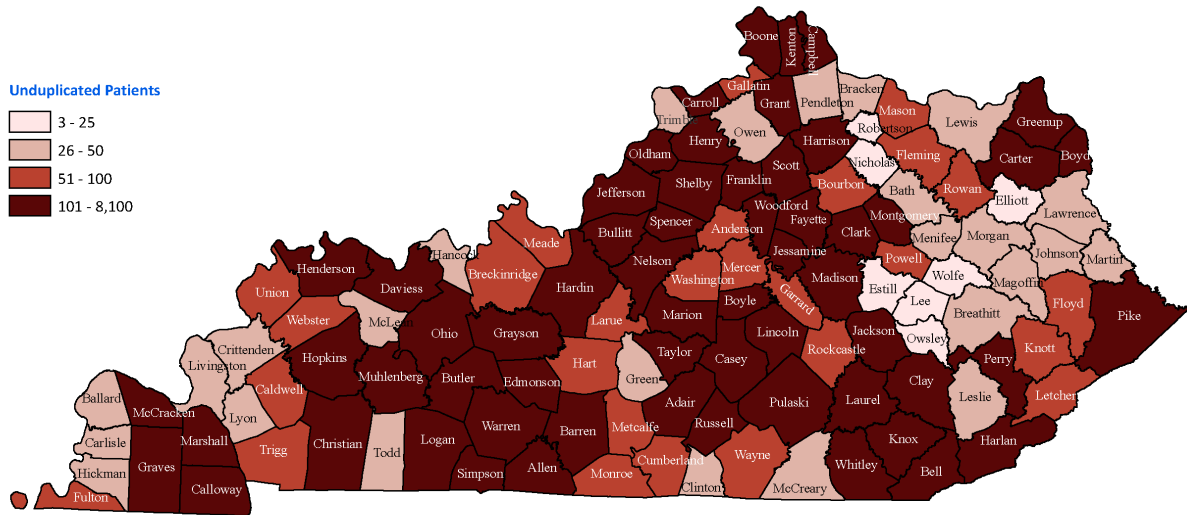 Unduplicated Patients
3 - 25
26 - 50
51 - 100
101 - 8,100
Boone
Kenton
Campbell
Gallatin
Carroll
Trimble
Grant
Pendleton
Bracken
Mason
Lewis
Greenup
Owen
Robertson
Henry
Harrison
Oldham
Nicholas
Fleming
Carter
Boyd
Scott
Franklin
Shelby
Bourbon
Bath
Rowan
Elliott
Jefferson
Woodford
Fayette
Montgomery
Lawrence
Spencer
Bullitt
Anderson
Clark
Menifee
Morgan
Meade
Hancock
Jessamine
Powell
Johnson
Martin
Nelson
Mercer
Henderson
Breckinridge
Washington
Madison
Estill
Wolfe
Magoffin
Daviess
Hardin
Union
Boyle
Garrard
Lee
Floyd
Webster
McLean
Larue
Marion
Breathitt
Pike
Ohio
Grayson
Lincoln
Jackson
Owsley
Crittenden
Hopkins
Hart
Taylor
Casey
Rockcastle
Perry
Knott
Livingston
Green
Muhlenberg
Butler
Edmonson
Clay
Caldwell
Leslie
Letcher
Ballard
McCracken
Lyon
Adair
Pulaski
Laurel
Warren
Barren
Metcalfe
Russell
Carlisle
Marshall
Trigg
Christian
Todd
Logan
Knox
Harlan
Hickman
Graves
Simpson
Allen
Monroe
Cumberland
Wayne
Whitley
Bell
Fulton
Calloway
Clinton
McCreary